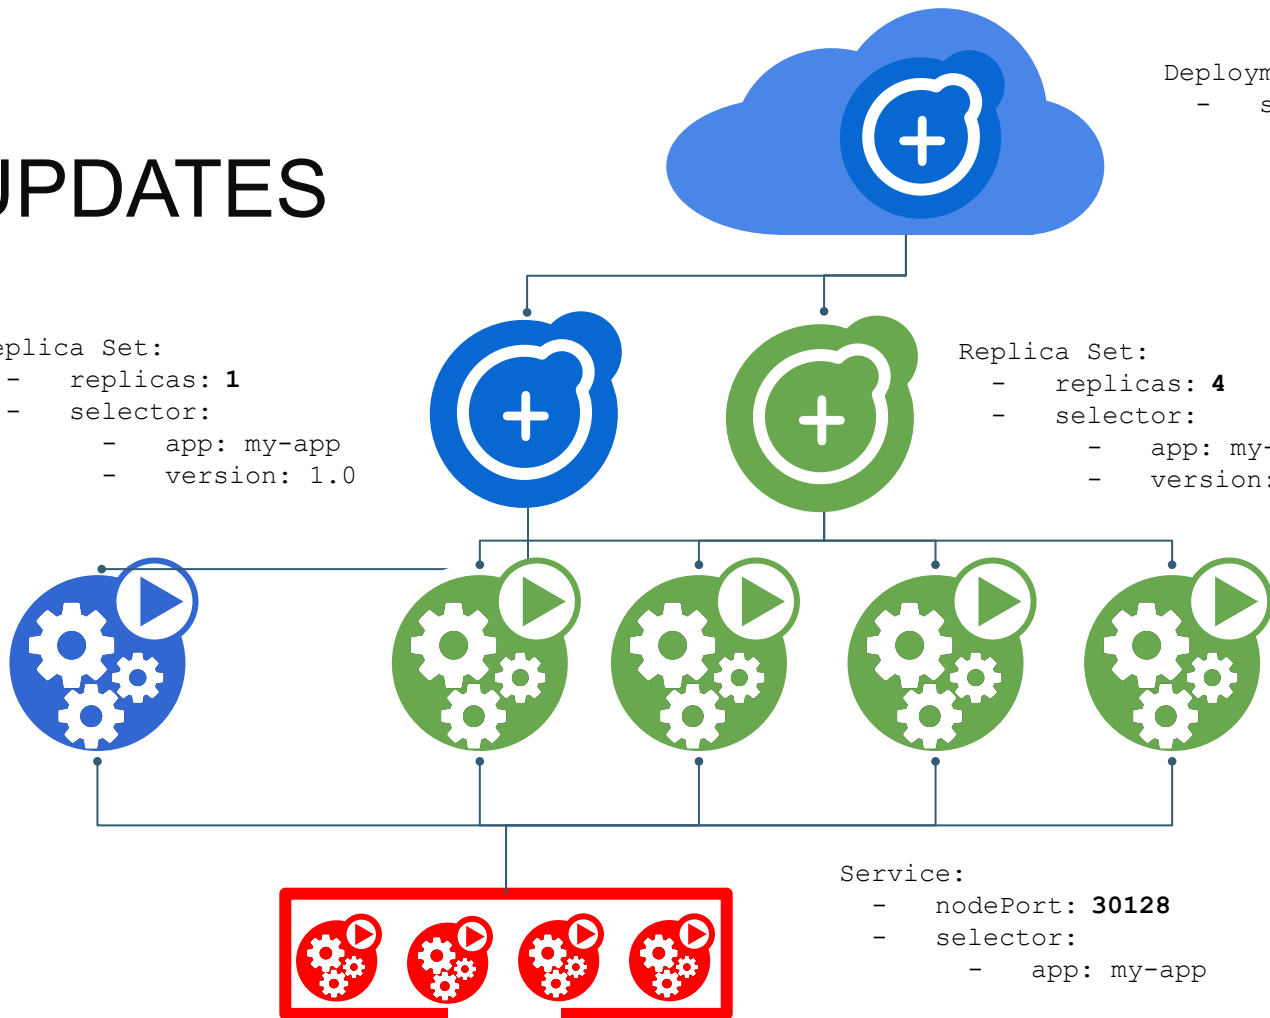 Deploym
- s
UPDATES
eplica Set:
- replicas: 1
- selector:
- app: my-app
- version: 1.0
Replica Set:
- replicas: 4
- selector:
- app: my-
- version:
Service:
- nodePort: 30128
- selector:
- app: my-app